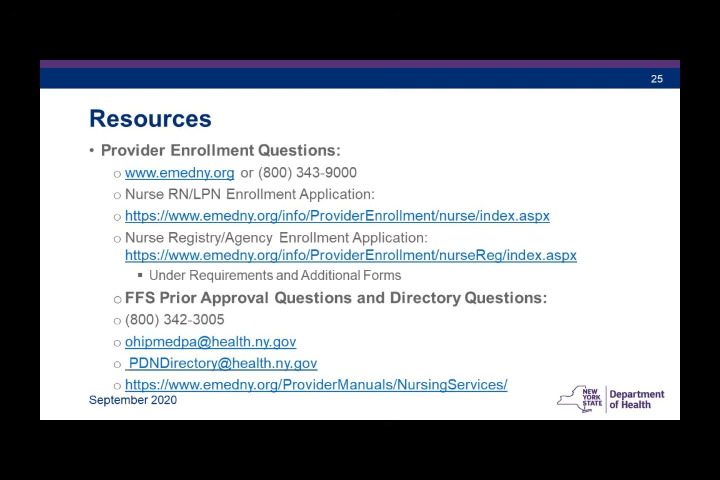 25
Resources
• Provider Enrollment Questions:
o www.emedny.org or (800) 343-9000
o Nurse RN/LPN Enrollment Application:
o https://www.emedny.org/info/ProviderEnrollment/nurse/index.aspx
o Nurse Registry/Agency Enrollment Application:
https://www.emedny.org/info/ProviderEnrollment/nurseReg/index.aspx
▪ Under Requirements and Additional Forms
o FFS Prior Approval Questions and Directory Questions:
o (800) 342-3005
o ohipmedpa@health.ny.gov
o PDNDirectory@health.ny.gov
o https://www.emedny.org/ProviderManuals/NursingServices/
September 2020
NEW
YORK
STATE
Department
of Health